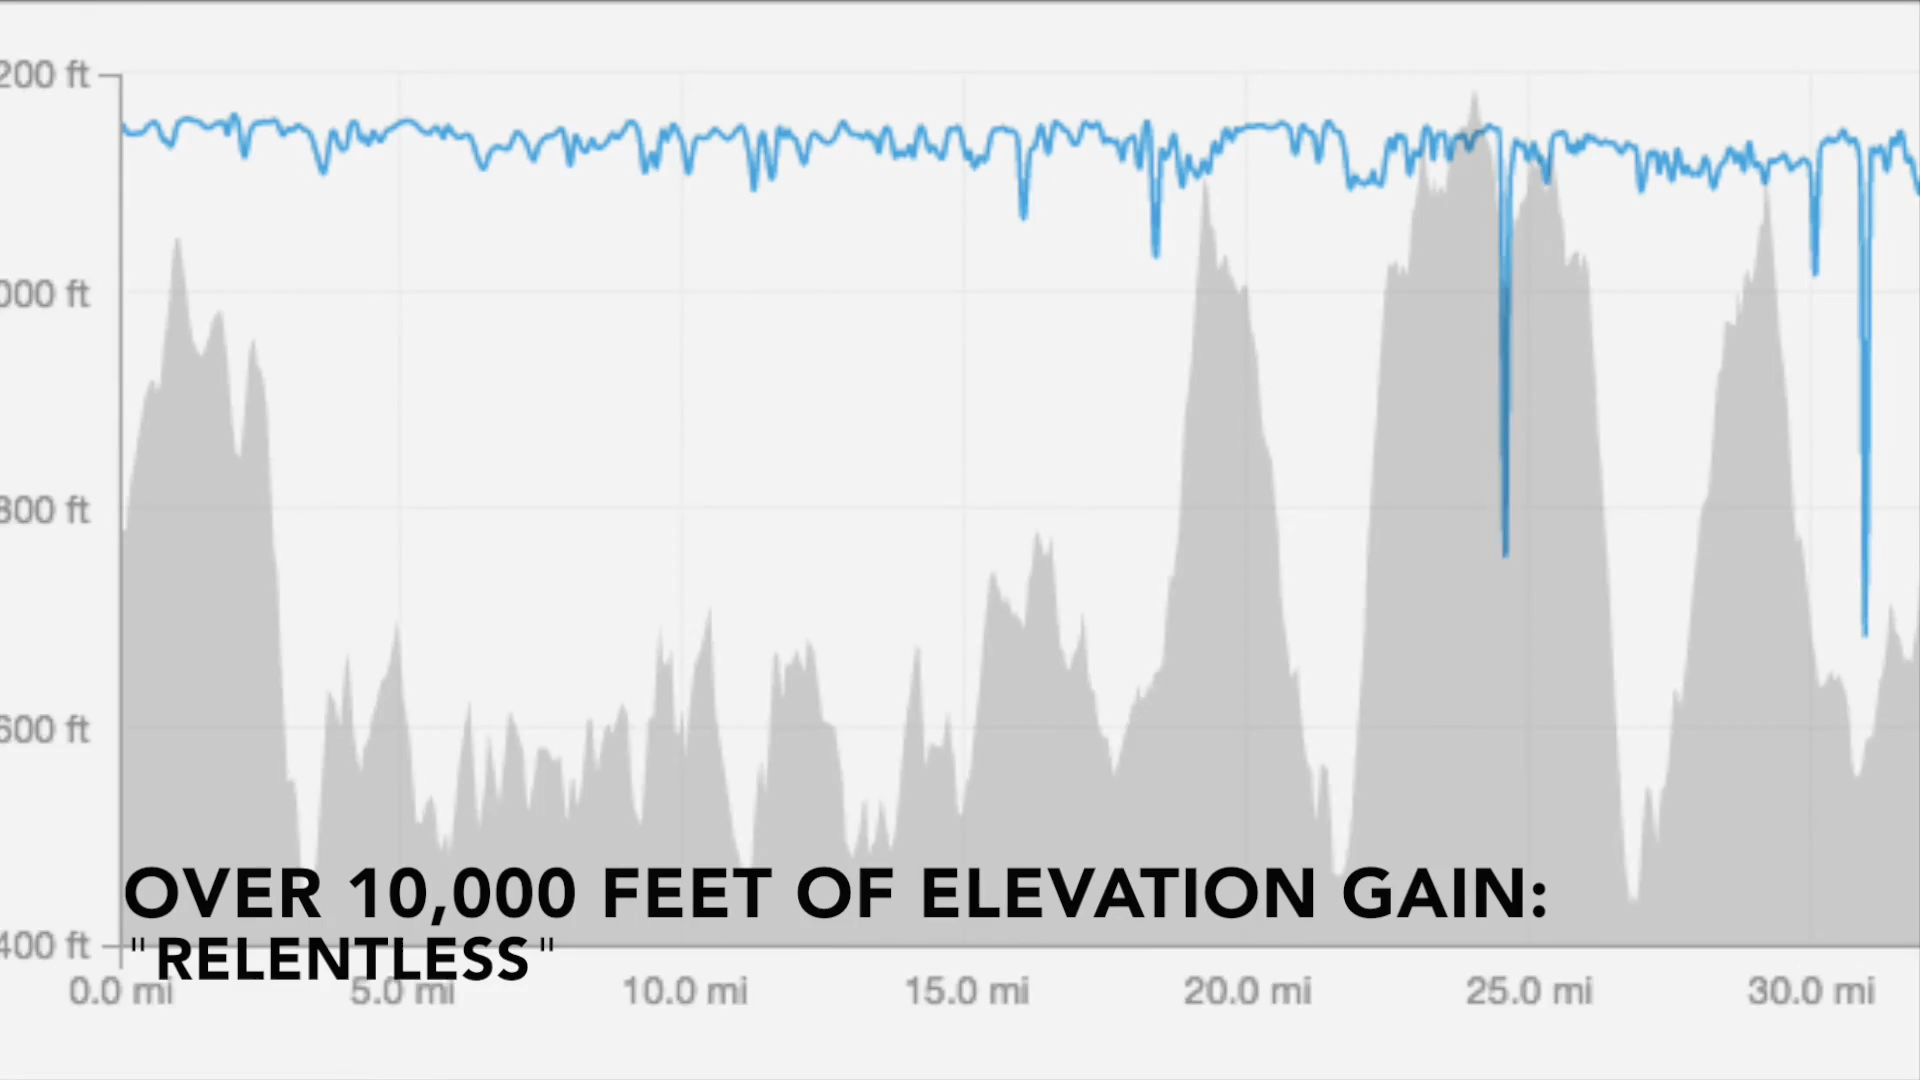 200 ft
000 ft
800 ft
600 ft
OVER 10,000 FEET OF ELEVATION GAIN:
400 ft
"RELENTLESS"
0.0 mi 5.0 mi 10.0 mi 15.0 mi 20.0 mi 25.0 mi 30.0 mi